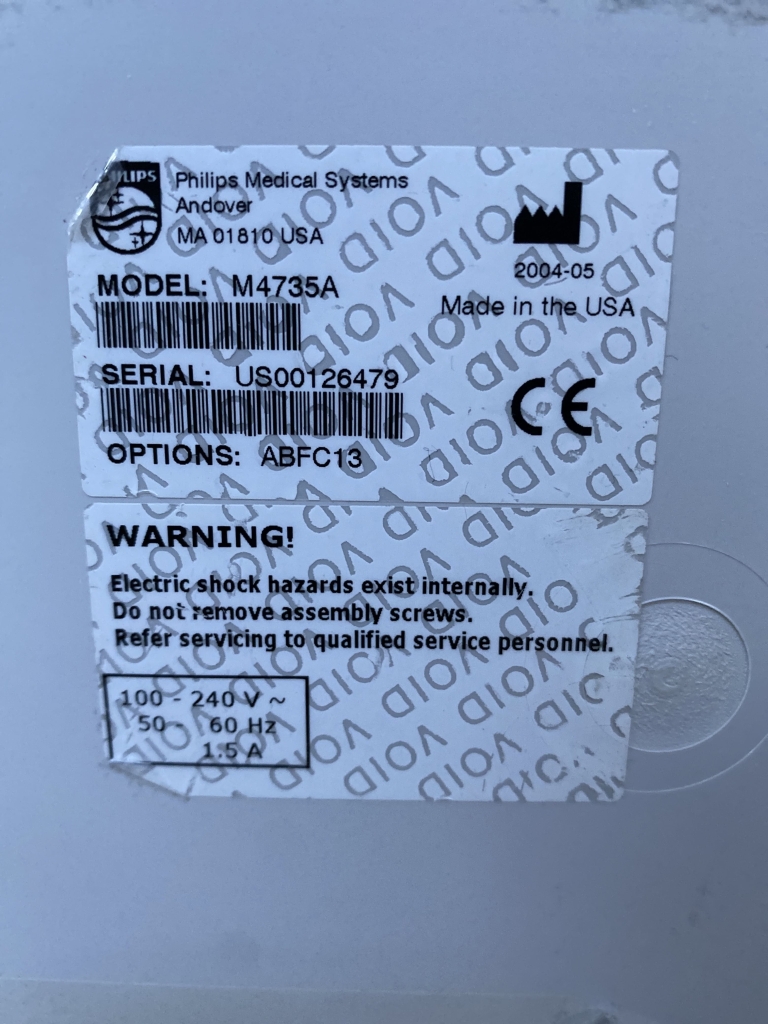 PHILIPS
Philips Medical Systems
Andover
MA 01810 USA
2004-05
Made in the USA
MODEL: M4735A
SERIAL: US00126479
OPTIONS: ABFC13
CE
WARNING!
Electric shock hazards exist internally.
Do not remove assembly screws.
Refer servicing to qualified service personnel.
100 - 240 V ~
50 - 60 Hz
1.5 A
VOID